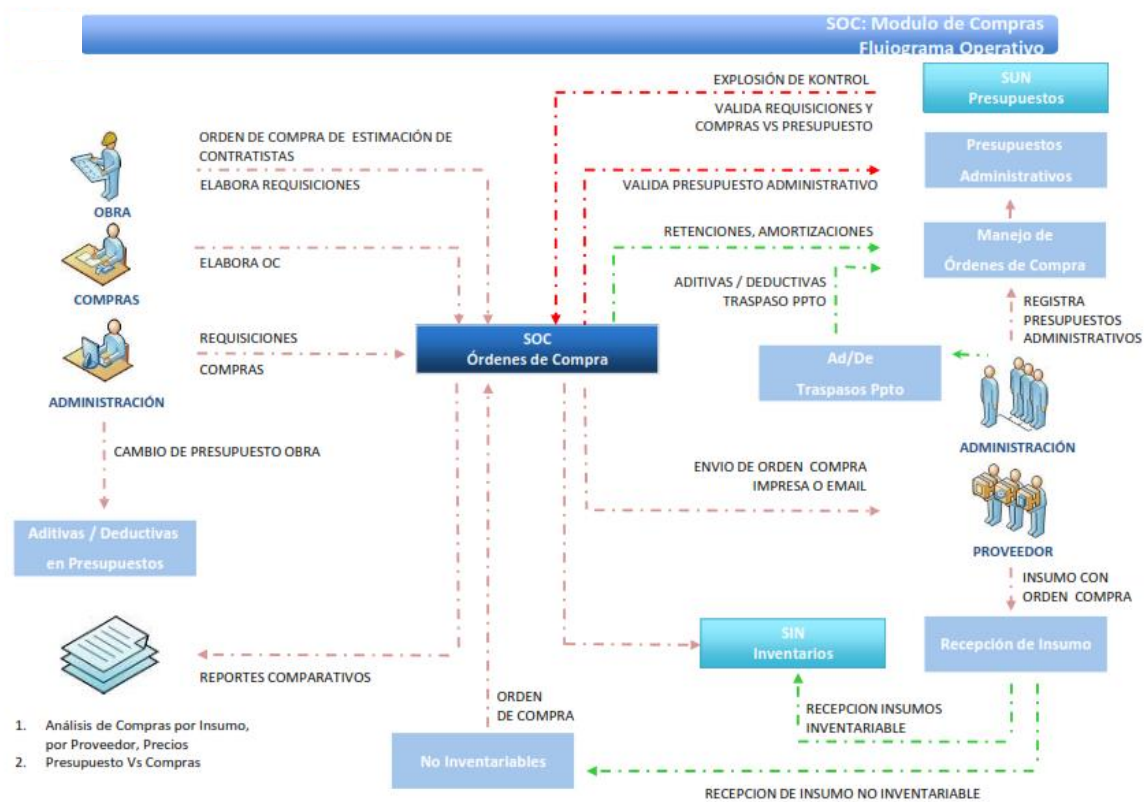 SOC: Modulo de Compras
Flujograma Operativo
EXPLOSIÓN DE KONTROL
VALIDA REQUISICIONES Y
COMPRAS VS PRESUPUESTO
SUN
Presupuestos
ORDEN DE COMPRA DE ESTIMACIÓN DE
CONTRATISTAS
ELABORA REQUISICIONES
OBRA
VALIDA PRESUPUESTO ADMINISTRATIVO
Presupuestos
Administrativos
RETENCIONES, AMORTIZACIONES
Manejo de
Órdenes de Compra
ELABORA OC
COMPRAS
ADITIVAS / DEDUCTIVAS
TRASPASO PPTO
REGISTRA
PRESUPUESTOS
ADMINISTRATIVOS
REQUISICIONES
COMPRAS
ADMINISTRACIÓN
SOC
Órdenes de Compra
Ad/De
Traspasos Ppto
ADMINISTRACIÓN
CAMBIO DE PRESUPUESTO OBRA
ENVIO DE ORDEN COMPRA
IMPRESA O EMAIL
Aditivas / Deductivas
en Presupuestos
PROVEEDOR
INSUMO CON
ORDEN COMPRA
SIN
Inventarios
Recepción de Insumo
REPORTES COMPARATIVOS
ORDEN
DE COMPRA
RECEPCION INSUMOS
INVENTARIABLE
1. Análisis de Compras por Insumo,
por Proveedor, Precios
2. Presupuesto Vs Compras
No Inventariables
RECEPCION DE INSUMO NO INVENTARIABLE